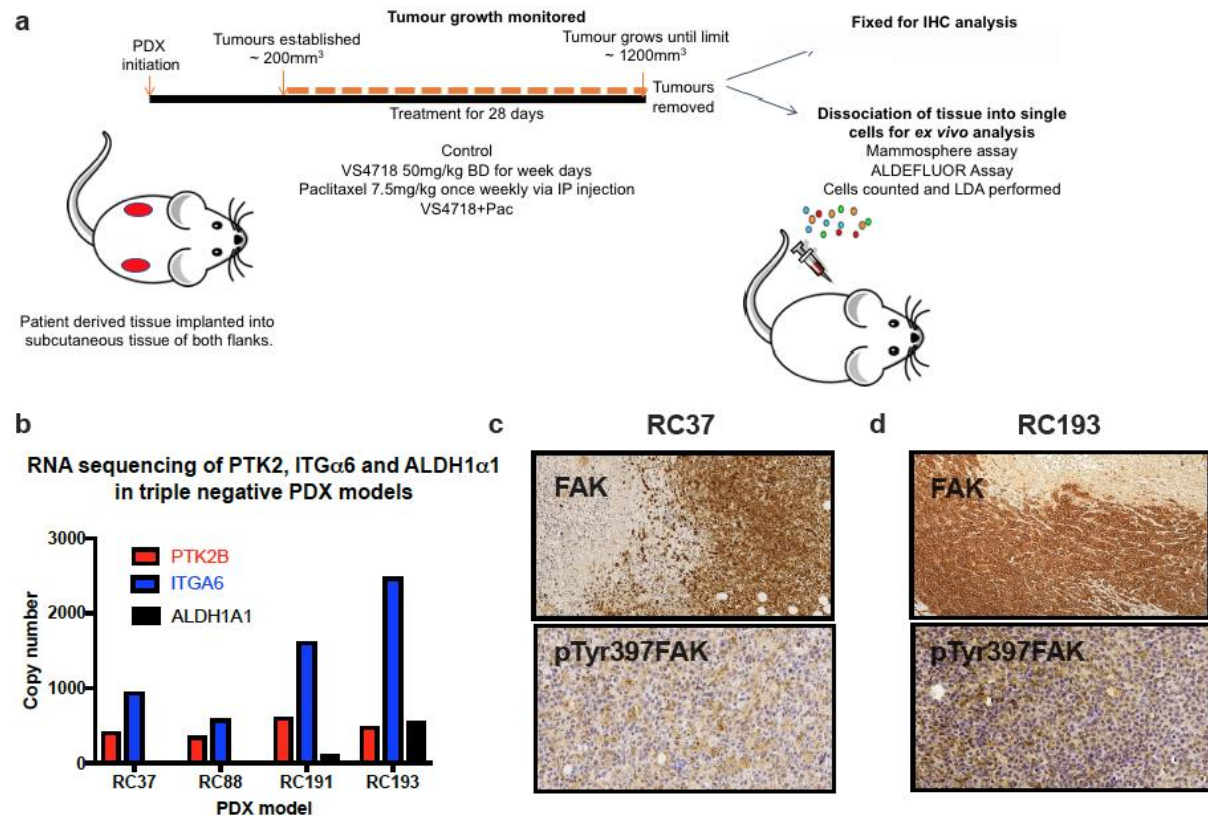 a
Tumour growth monitored
PDX
initiation
Tumours established
~ 200mm³
Tumour grows until limit
~ 1200mm³
Tumours
removed
Treatment for 28 days
Control
VS4718 50mg/kg BD for week days
Paclitaxel 7.5mg/kg once weekly via IP injection
VS4718+Pac
Patient derived tissue implanted into
subcutaneous tissue of both flanks.
Fixed for IHC analysis
Dissociation of tissue into single
cells for ex vivo analysis
Mammosphere assay
ALDEFLUOR Assay
Cells counted and LDA performed
b
RNA sequencing of PTK2, ITGα6 and ALDH1α1
in triple negative PDX models
3000
2000
1000
0
Copy number
PTK2B
ITGA6
ALDH1A1
RC37
RC88
RC191
RC193
PDX model
c
RC37
FAK
pTyr397FAK
d
RC193
FAK
pTyr397FAK